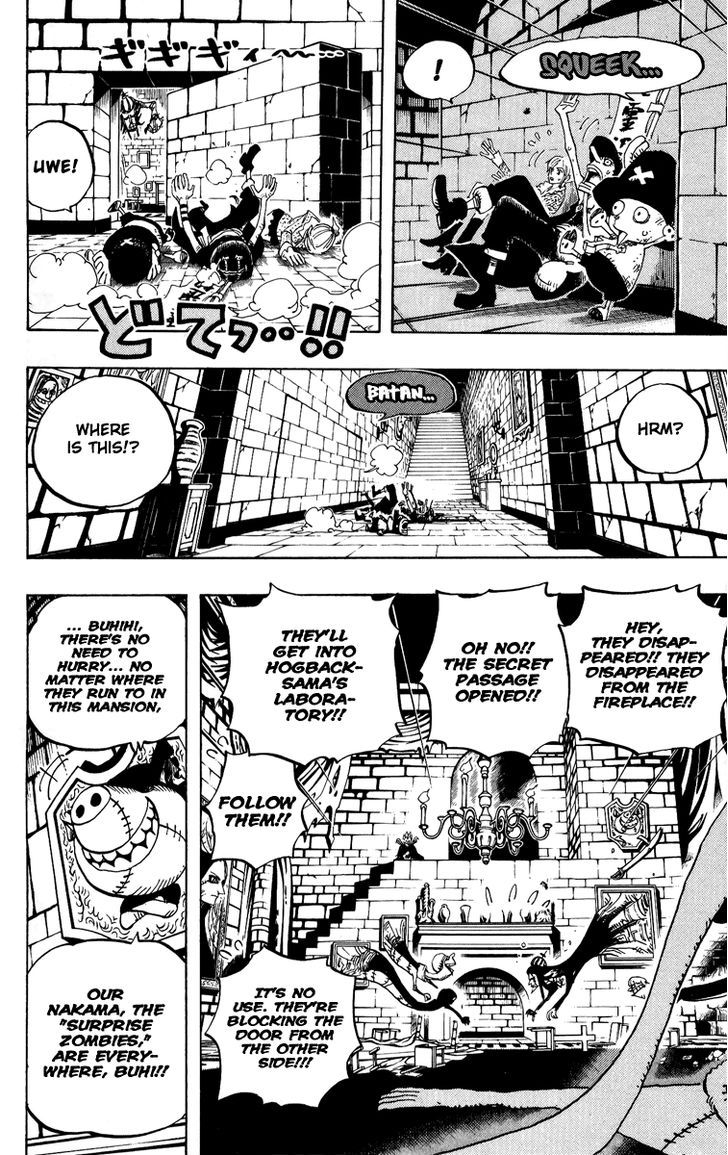 SQUEEK...
!
霊
ギギギィ〜〜...
UWE!
どてっ...!!
HRM?
BATAN...
WHERE
IS THIS!?
HEY,
THEY DISAP-
PEARED!! THEY
DISAPPEARED
FROM THE
FIREPLACE!!
OH NO!!
THE SECRET
PASSAGE
OPENED!!
THEY'LL
GET INTO
HOGBACK-
SAMA'S
LABORA-
TORY!!
FOLLOW
THEM!!
IT'S NO
USE. THEY'RE
BLOCKING THE
DOOR FROM
THE OTHER
SIDE!!!
... BUHIHI,
THERE'S NO
NEED TO
HURRY... NO
MATTER WHERE
THEY RUN TO IN
THIS MANSION,
OUR
NAKAMA, THE
"SURPRISE
ZOMBIES,"
ARE EVERY-
WHERE, BUHI!!